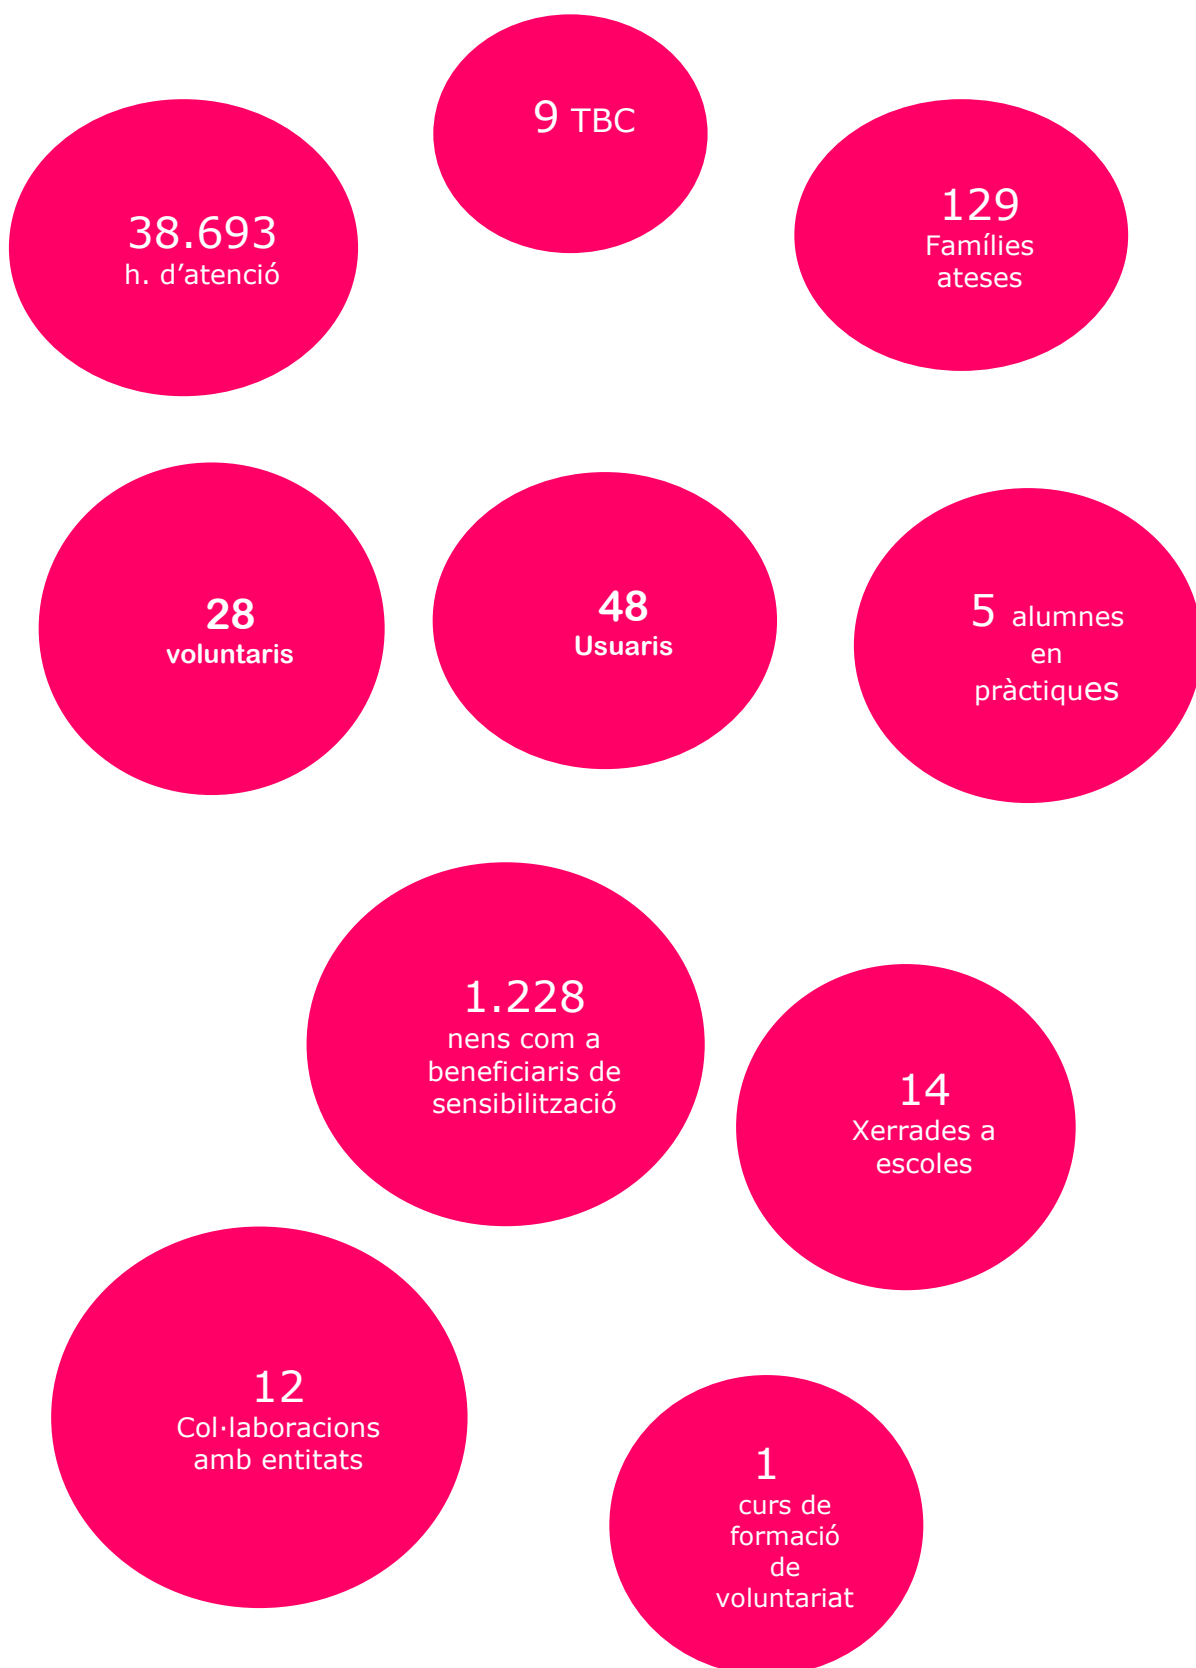 9 TBC
38.693
h. d’atenció
129
Famílies
ateses
28
voluntaris
48
Usuaris
5 alumnes
en
pràctiques
1.228
nens com a
beneficiaris de
sensibilització
14
Xerrades a
escoles
12
Col·laboracions
amb entitats
1
curs de
formació
de
voluntariat